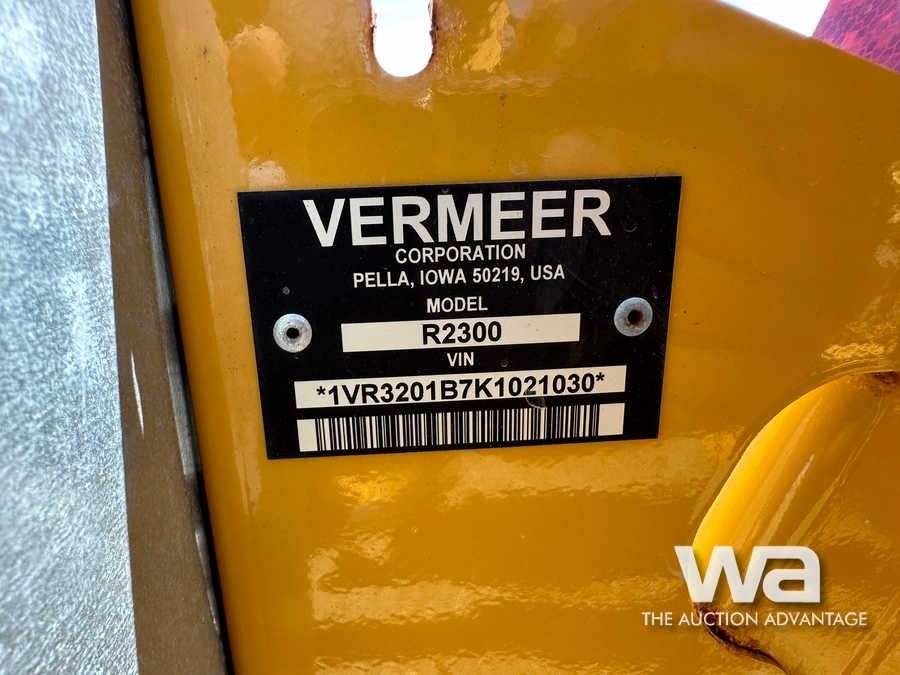 VERMEER
CORPORATION
PELLA, IOWA 50219, USA
MODEL
R2300
VIN
*1VR3201B7K1021030*
wa
THE AUCTION ADVANTAGE